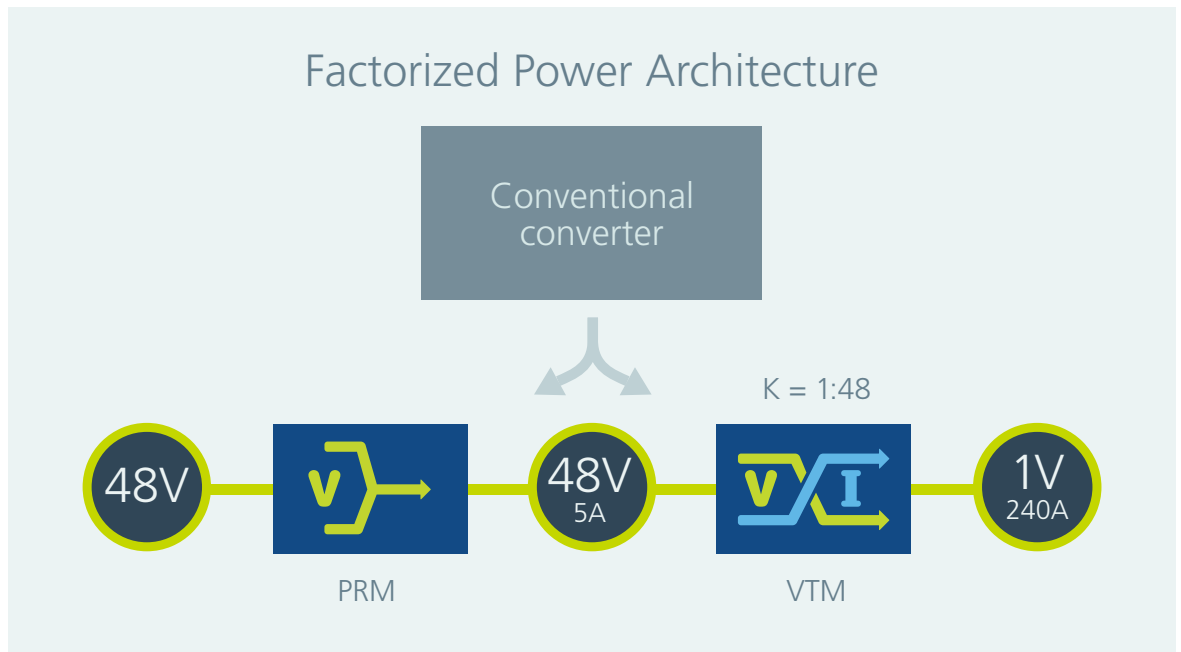 Factorized Power Architecture
Conventional
converter
K = 1:48
48V
V
48V
5A
V I
1V
240A
PRM
VTM